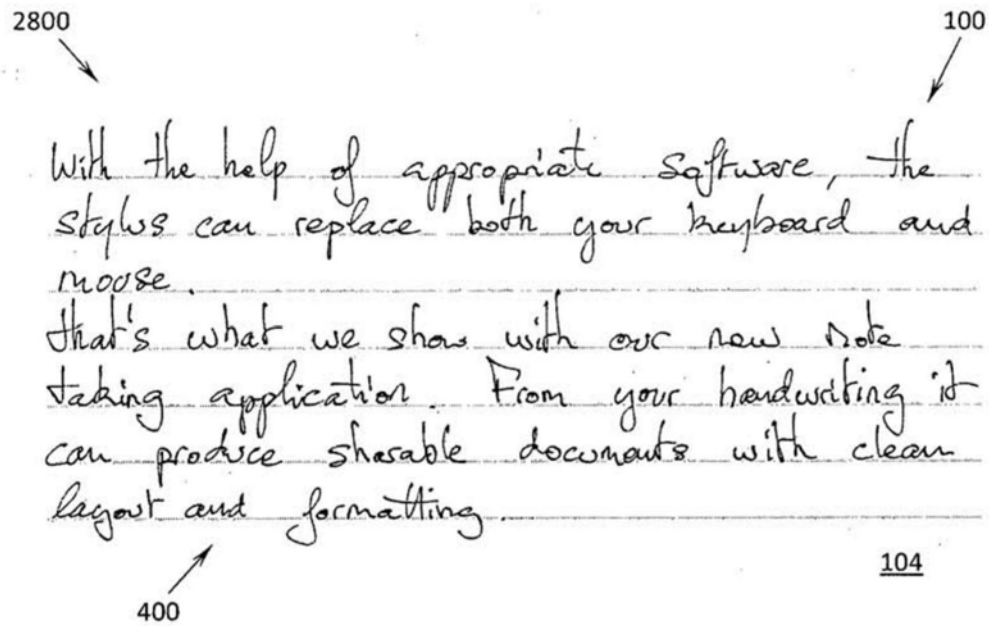 2800
100
With the help of appropriate software, the
stylus can replace both your keyboard and
mouse.
that's what we show with our new note
taking application. From your handwriting it
can produce sharable documents with clean
layout and formatting.
104
400